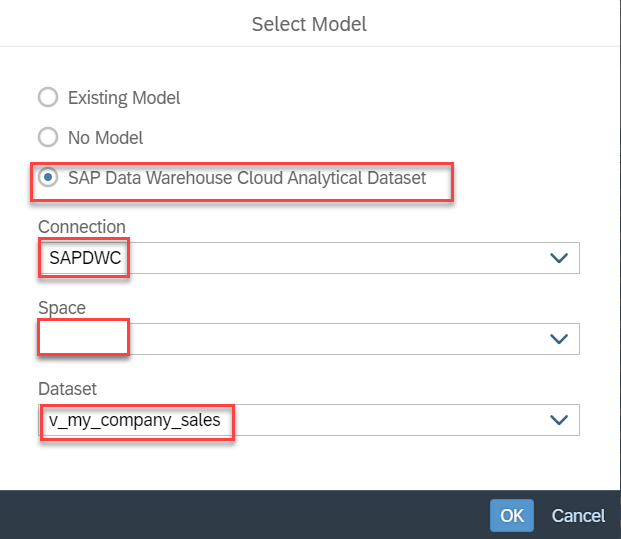 Select Model
Existing Model
No Model
SAP Data Warehouse Cloud Analytical Dataset
Connection
SAPDWC
Space
Dataset
v_my_company_sales
OK Cancel